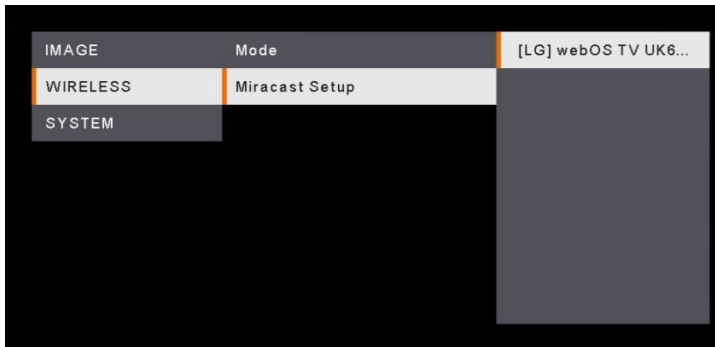 IMAGE
Mode
[LG] webOS TV UK6...
WIRELESS
Miracast Setup
SYSTEM